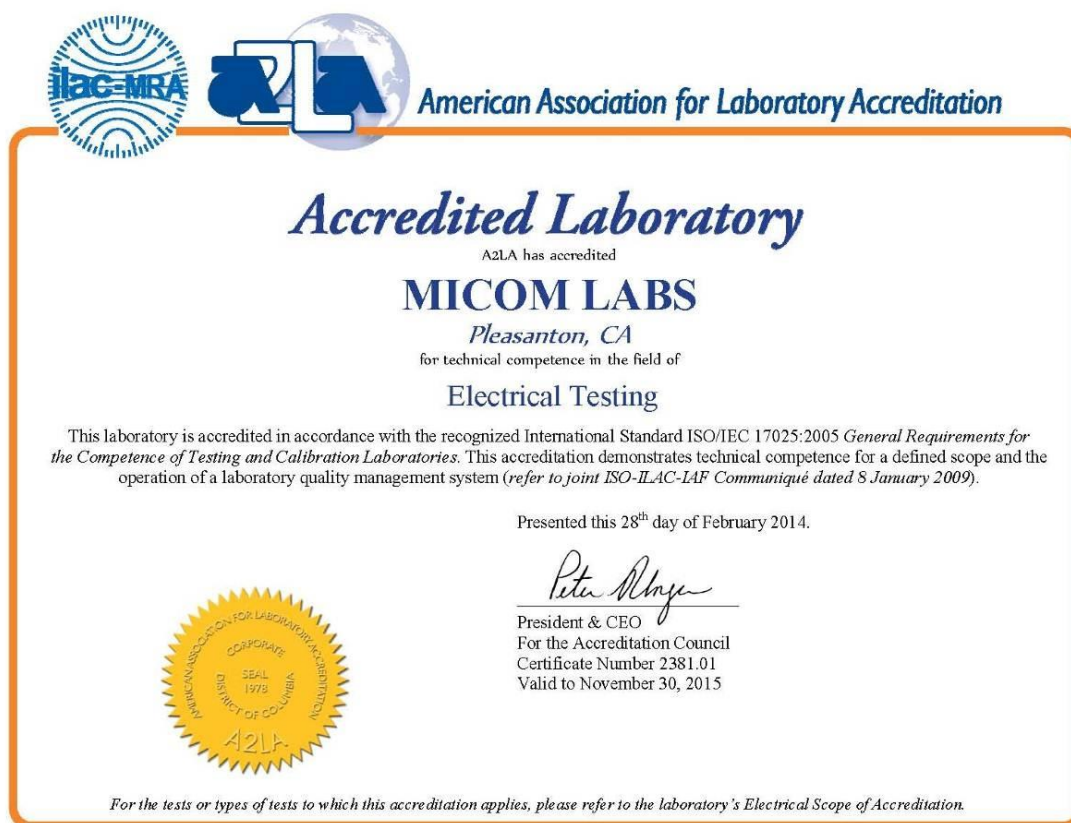 ilac-MRA
a2La
American Association for Laboratory Accreditation
Accredited Laboratory
A2LA has accredited
MICOM LABS
Pleasanton, CA
for technical competence in the field of
Electrical Testing
This laboratory is accredited in accordance with the recognized International Standard ISO/IEC 17025:2005 General Requirements for
the Competence of Testing and Calibration Laboratories. This accreditation demonstrates technical competence for a defined scope and the
operation of a laboratory quality management system (refer to joint ISO-ILAC-IAF Communiqué dated 8 January 2009).
Presented this 28th day of February 2014.
Peter
President & CEO
For the Accreditation Council
Certificate Number 2381.01
Valid to November 30, 2015
AMERICAN ASSOCIATION FOR LABORATORY ACCREDITATION
CORPORATE
SEAL
1978
DISTRICT OF COLUMBIA
A2LA
For the tests or types of tests to which this accreditation applies, please refer to the laboratory's Electrical Scope of Accreditation.